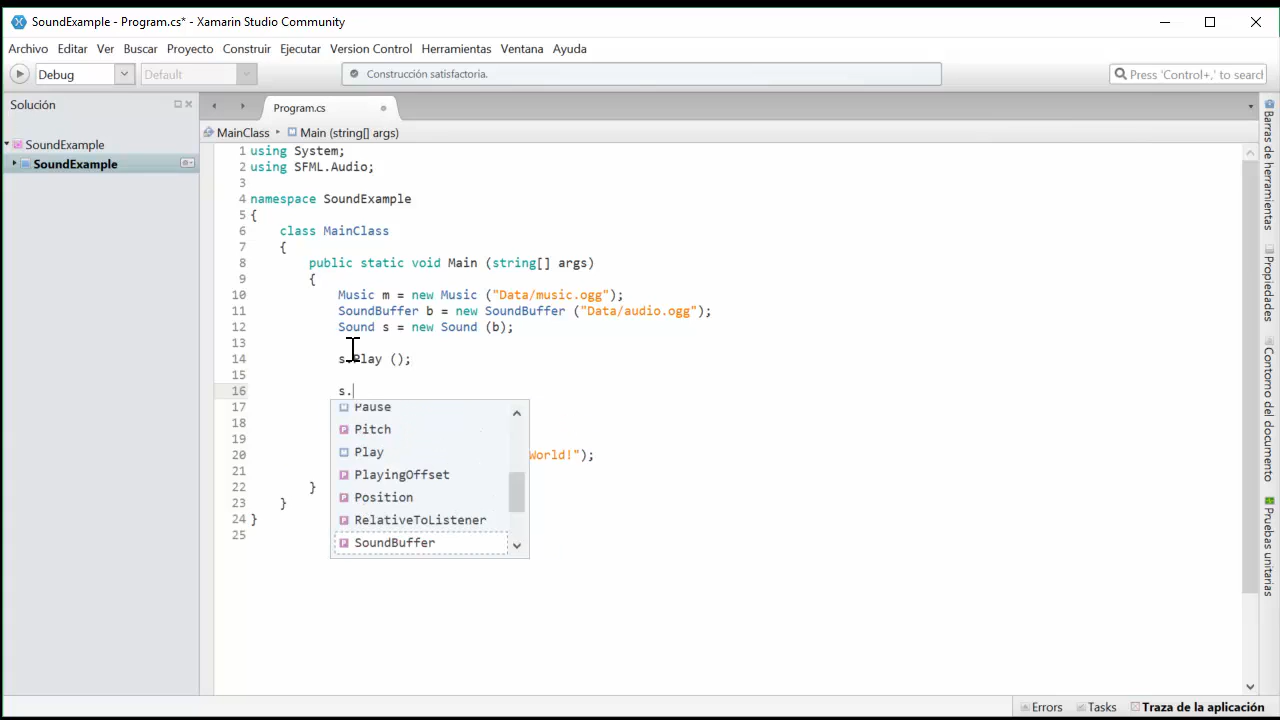 SoundExample - Program.cs* - Xamarin Studio Community
Archivo Editar Ver Buscar Proyecto Construir Ejecutar Version Control Herramientas Ventana Ayuda
Debug Default Construcción satisfactoria. Press 'Control+,' to search
Solución
Program.cs
SoundExample
SoundExample
MainClass Main (string[] args)
1 using System;
2 using SFML.Audio;
3
4 namespace SoundExample
5 {
6 class MainClass
7 {
8 public static void Main (string[] args)
9 {
10 Music m = new Music ("Data/music.ogg");
11 SoundBuffer b = new SoundBuffer ("Data/audio.ogg");
12 Sound s = new Sound (b);
13
14 s.Play ();
15
16 s.
17
18
19
20 World!");
21
22 }
23 }
24 }
25
Pause
Pitch
Play
PlayingOffset
Position
RelativeToListener
SoundBuffer
Barras de herramientas
Propiedades
Contorno del documento
Pruebas unitarias
Errors Tasks Traza de la aplicación